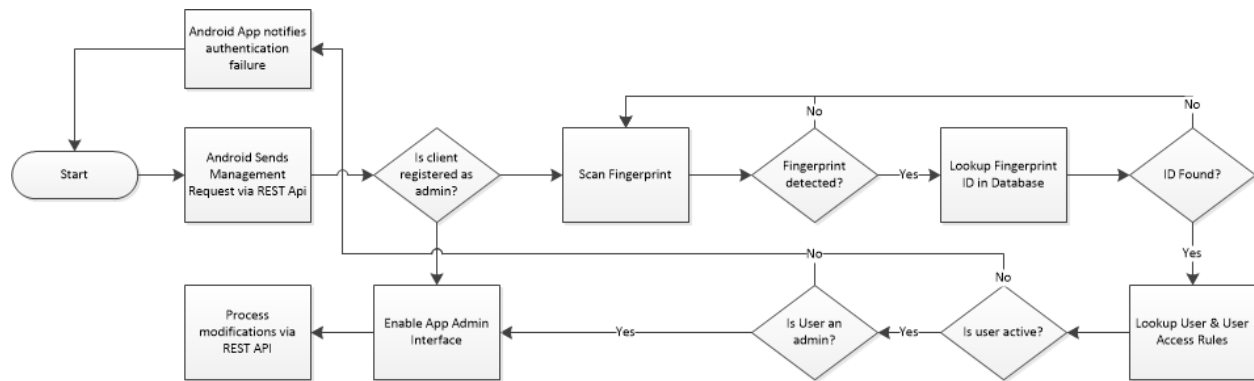 Android App notifies
authentication
failure
No
No
Start
Android Sends
Management
Request via REST Api
Is client
registered as
admin?
Scan Fingerprint
Fingerprint
detected?
Yes
Lookup Fingerprint
ID in Database
ID Found?
No
No
Yes
Process
modifications via
REST API
Enable App Admin
Interface
Yes
Is User an
admin?
Yes
Is user active?
Lookup User & User
Access Rules